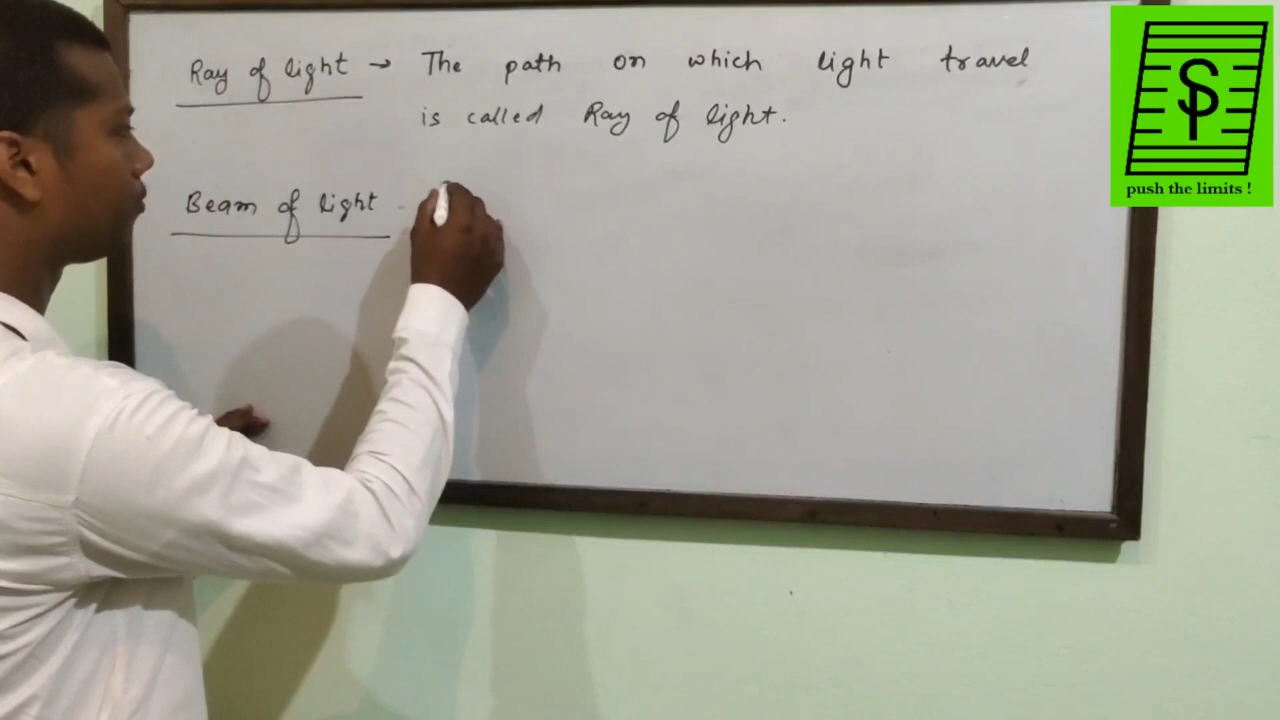 Ray of light → The path on which light travel
is called Ray of light.
Beam of light -
SP
push the limits !